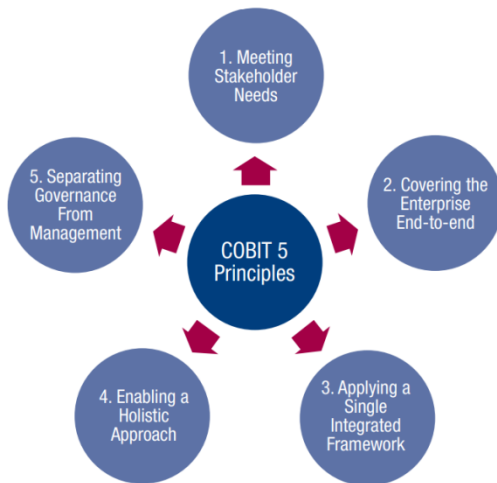 1. Meeting
Stakeholder
Needs
2. Covering the
Enterprise
End-to-end
3. Applying a
Single
Integrated
Framework
4. Enabling a
Holistic
Approach
5. Separating
Governance
From
Management
COBIT 5
Principles